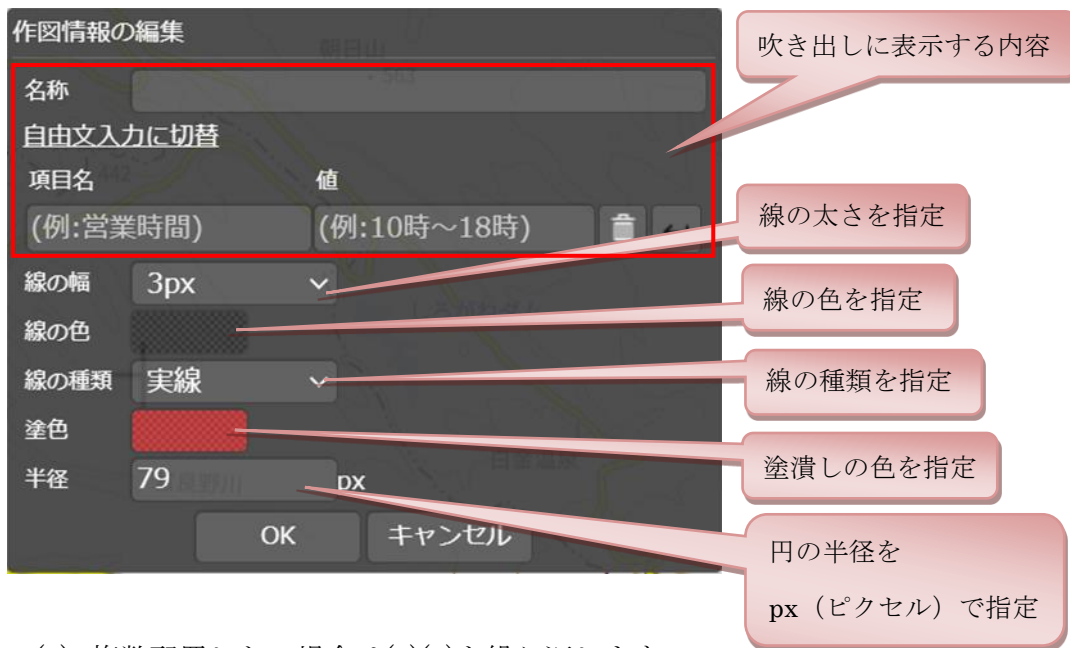 作図情報の編集
吹き出しに表示する内容
名称
自由文入力に切替
項目名 値
(例:営業時間) (例:10時～18時)
線の太さを指定
線の幅 3px
線の色を指定
線の色
線の種類 実線
線の種類を指定
塗色
塗潰しの色を指定
半径 79 px
OK キャンセル
円の半径を
px（ピクセル）で指定
朝日山
563
442